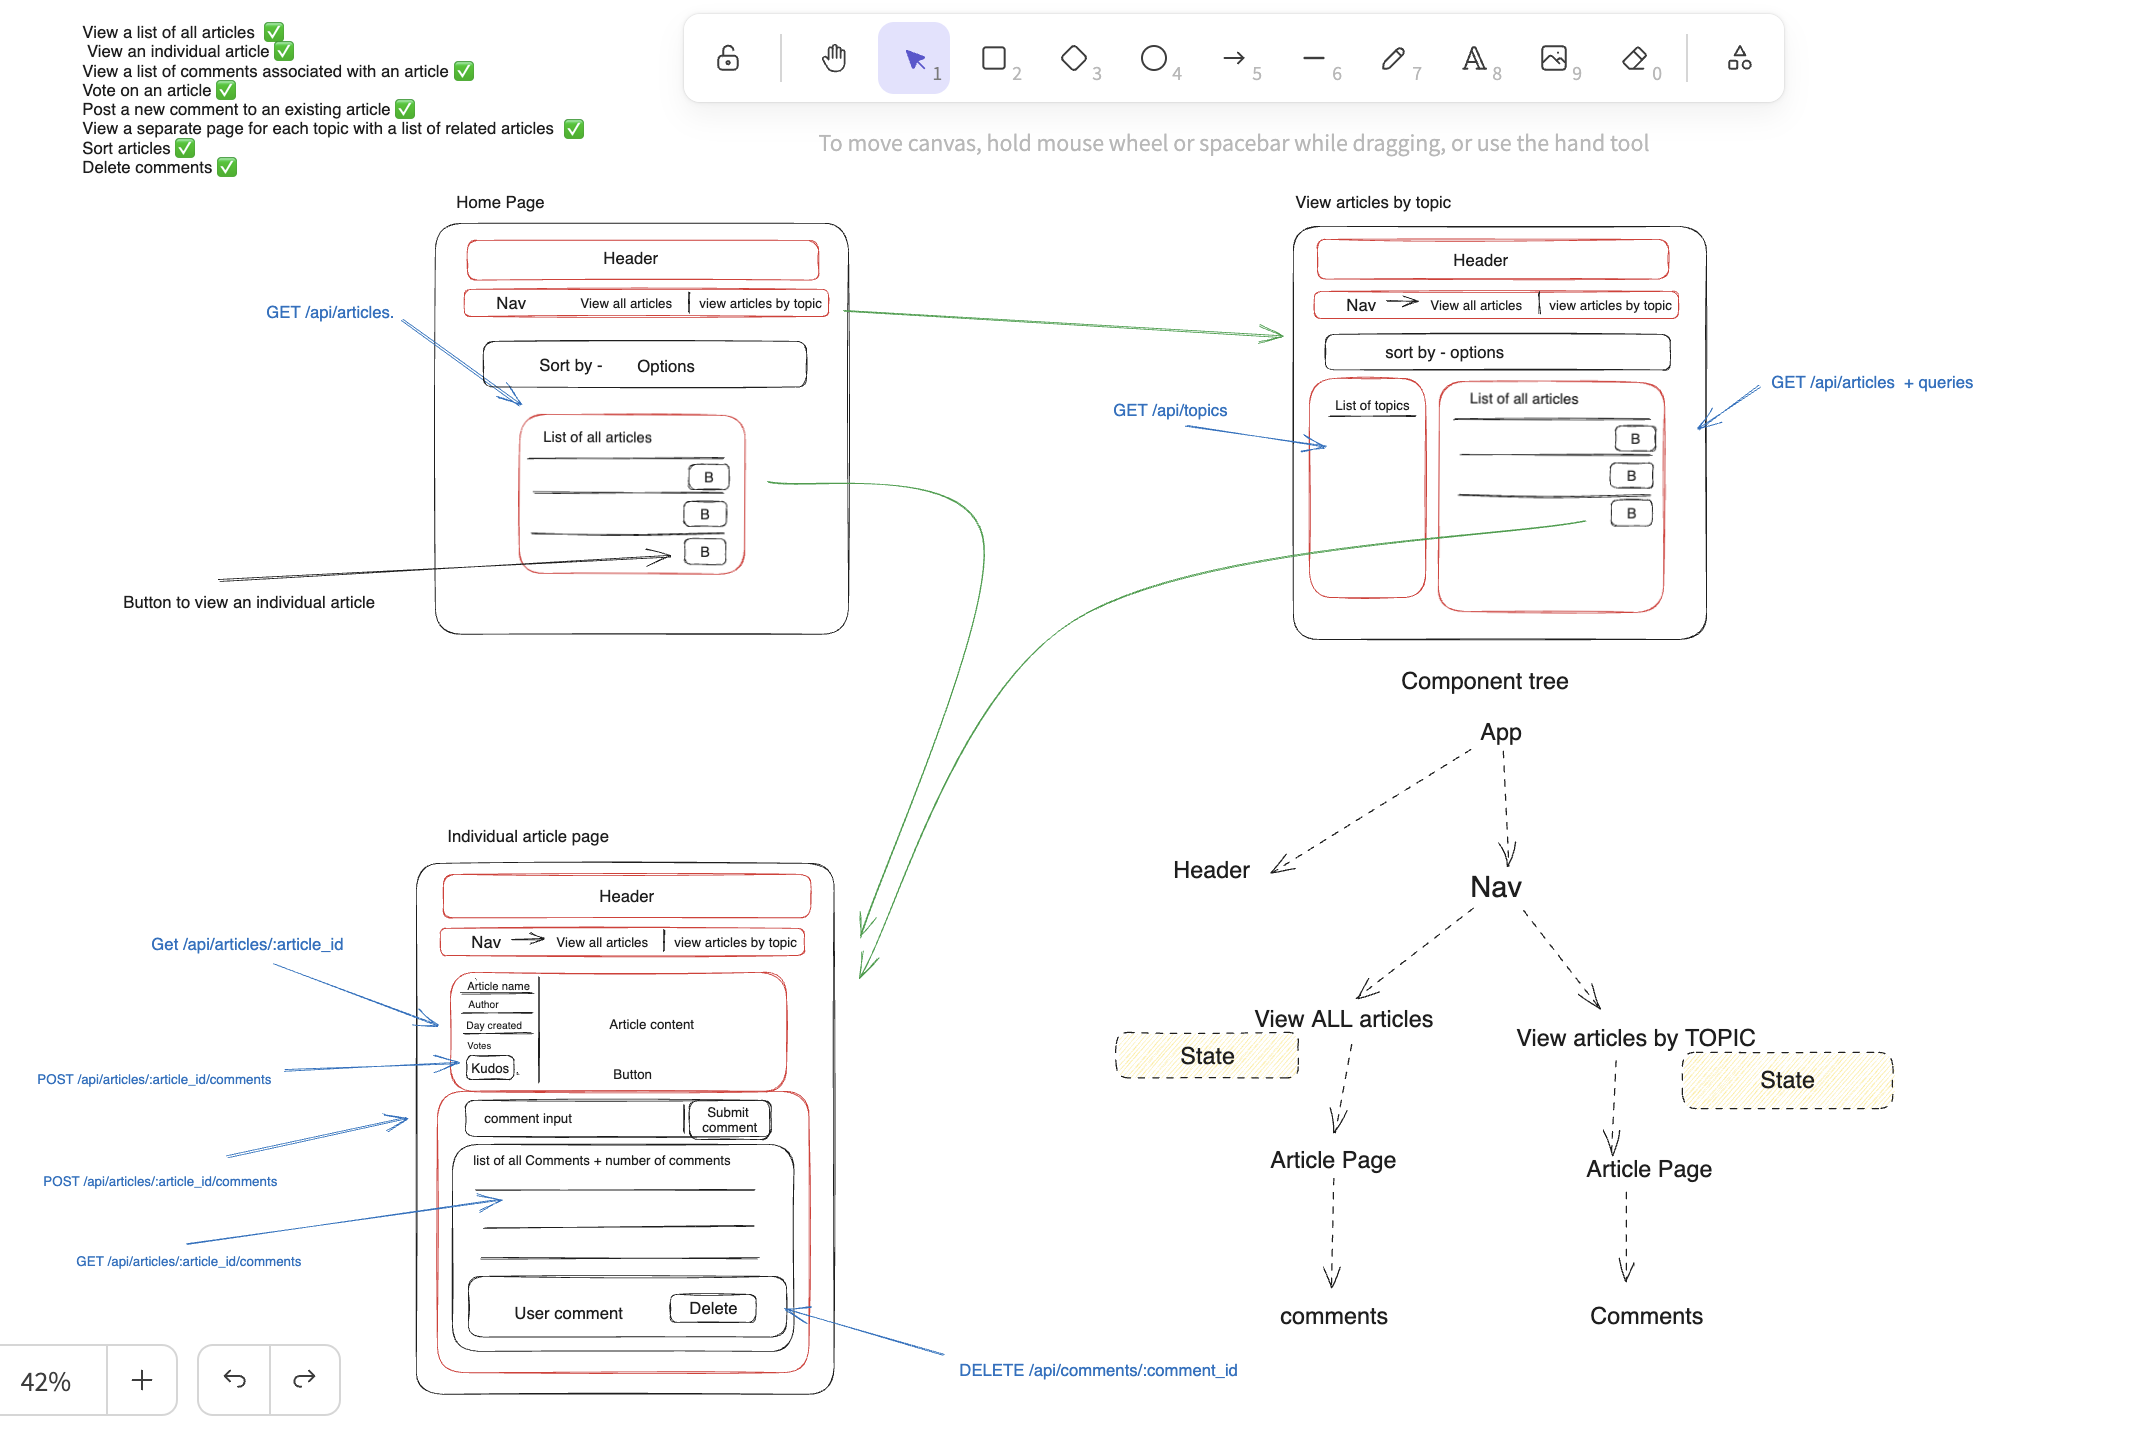 View a list of all articles ✅
View an individual article ✅
View a list of comments associated with an article ✅
Vote on an article ✅
Post a new comment to an existing article ✅
View a separate page for each topic with a list of related articles ✅
Sort articles ✅
Delete comments ✅
1
2
3
4
5
6
7
A 8
9
0
To move canvas, hold mouse wheel or spacebar while dragging, or use the hand tool
Home Page
Header
Nav View all articles view articles by topic
GET /api/articles.
Sort by - Options
List of all articles
B
B
B
Button to view an individual article
View articles by topic
Header
Nav View all articles view articles by topic
sort by - options
GET /api/articles + queries
GET /api/topics
List of topics
List of all articles
B
B
B
Individual article page
Header
Nav View all articles view articles by topic
Get /api/articles/:article_id
Article name
Author
Day created
Votes
Kudos
Article content
Button
POST /api/articles/:article_id/comments
comment input
Submit
comment
POST /api/articles/:article_id/comments
list of all Comments + number of comments
GET /api/articles/:article_id/comments
User comment
Delete
DELETE /api/comments/:comment_id
Component tree
App
Header
Nav
View ALL articles
State
View articles by TOPIC
State
Article Page
Article Page
comments
Comments
42%